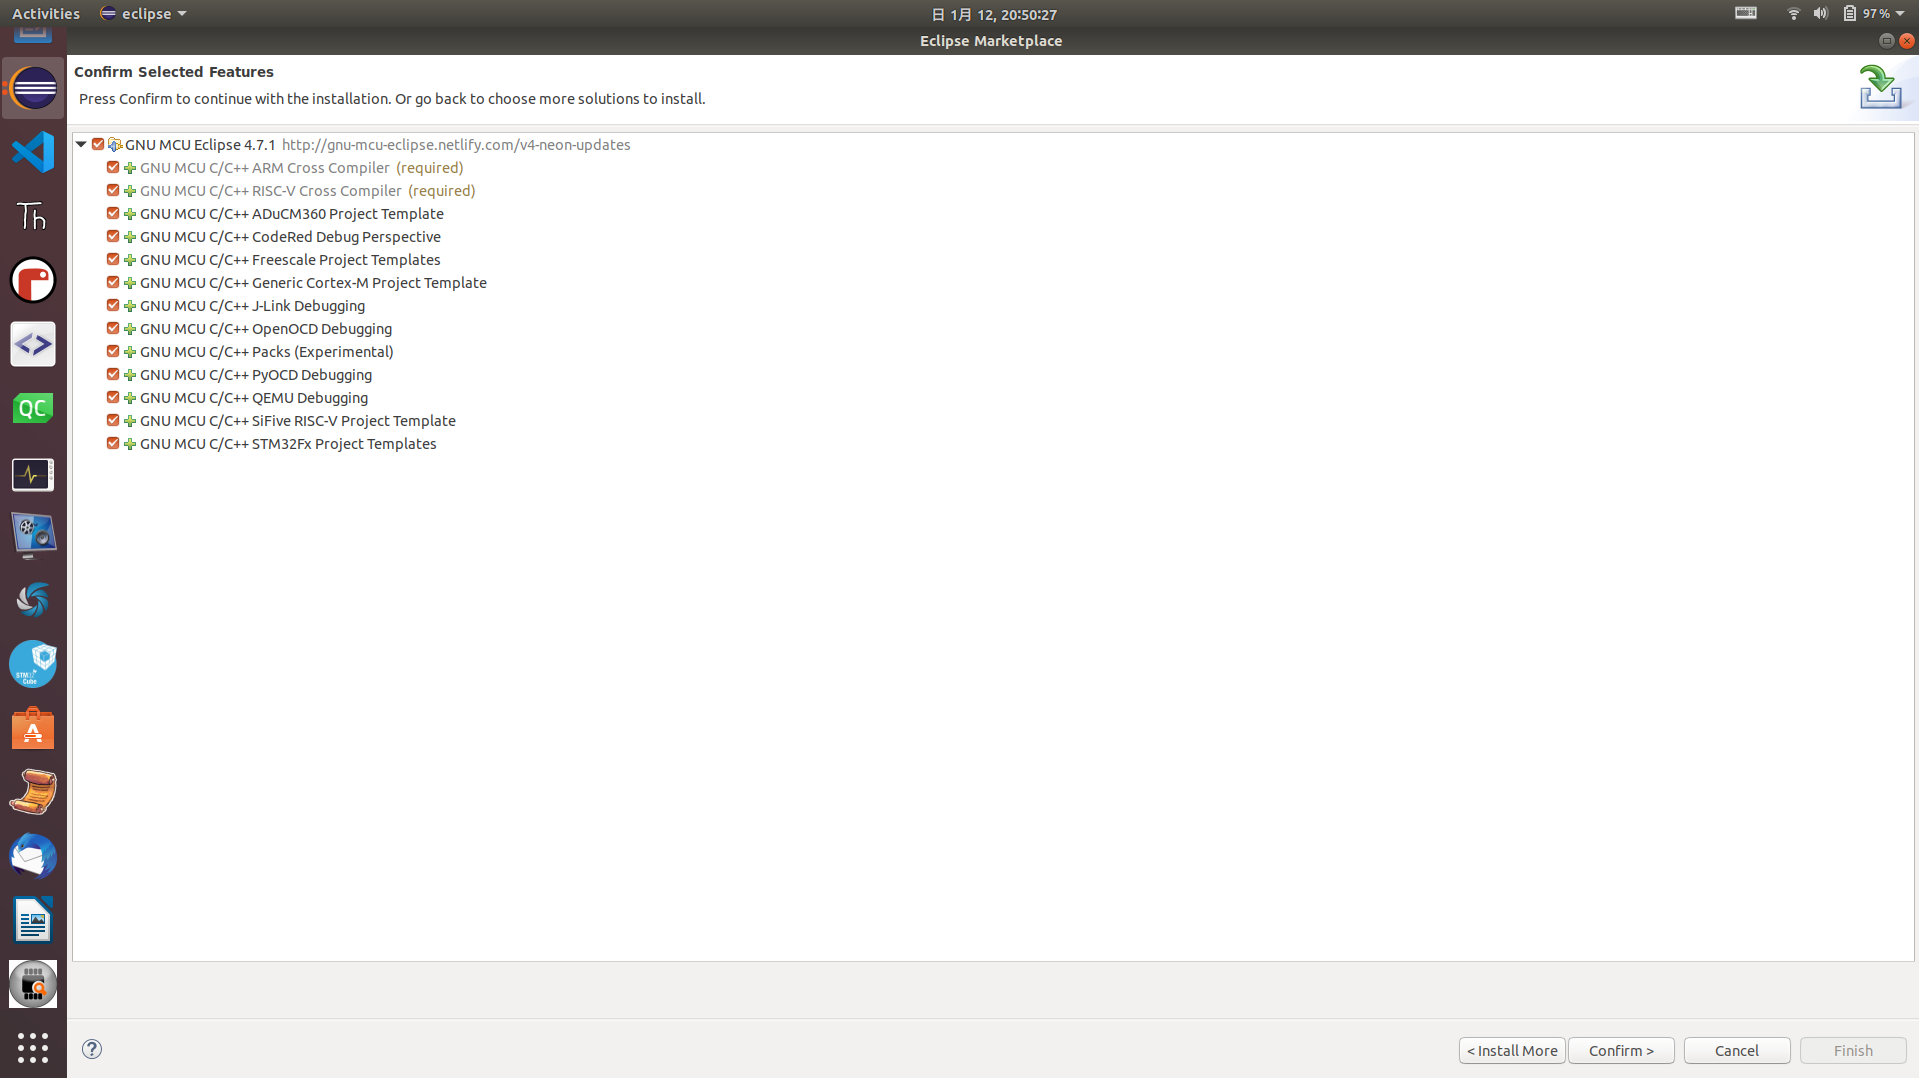 Activities eclipse 日 1月 12, 20:50:27 97%
Eclipse Marketplace
Confirm Selected Features
Press Confirm to continue with the installation. Or go back to choose more solutions to install.
GNU MCU Eclipse 4.7.1 http://gnu-mcu-eclipse.netlify.com/v4-neon-updates
GNU MCU C/C++ ARM Cross Compiler (required)
GNU MCU C/C++ RISC-V Cross Compiler (required)
GNU MCU C/C++ ADuCM360 Project Template
GNU MCU C/C++ CodeRed Debug Perspective
GNU MCU C/C++ Freescale Project Templates
GNU MCU C/C++ Generic Cortex-M Project Template
GNU MCU C/C++ J-Link Debugging
GNU MCU C/C++ OpenOCD Debugging
GNU MCU C/C++ Packs (Experimental)
GNU MCU C/C++ PyOCD Debugging
GNU MCU C/C++ QEMU Debugging
GNU MCU C/C++ SiFive RISC-V Project Template
GNU MCU C/C++ STM32Fx Project Templates
Th
QC
STM32
Cube
A
< Install More Confirm > Cancel Finish